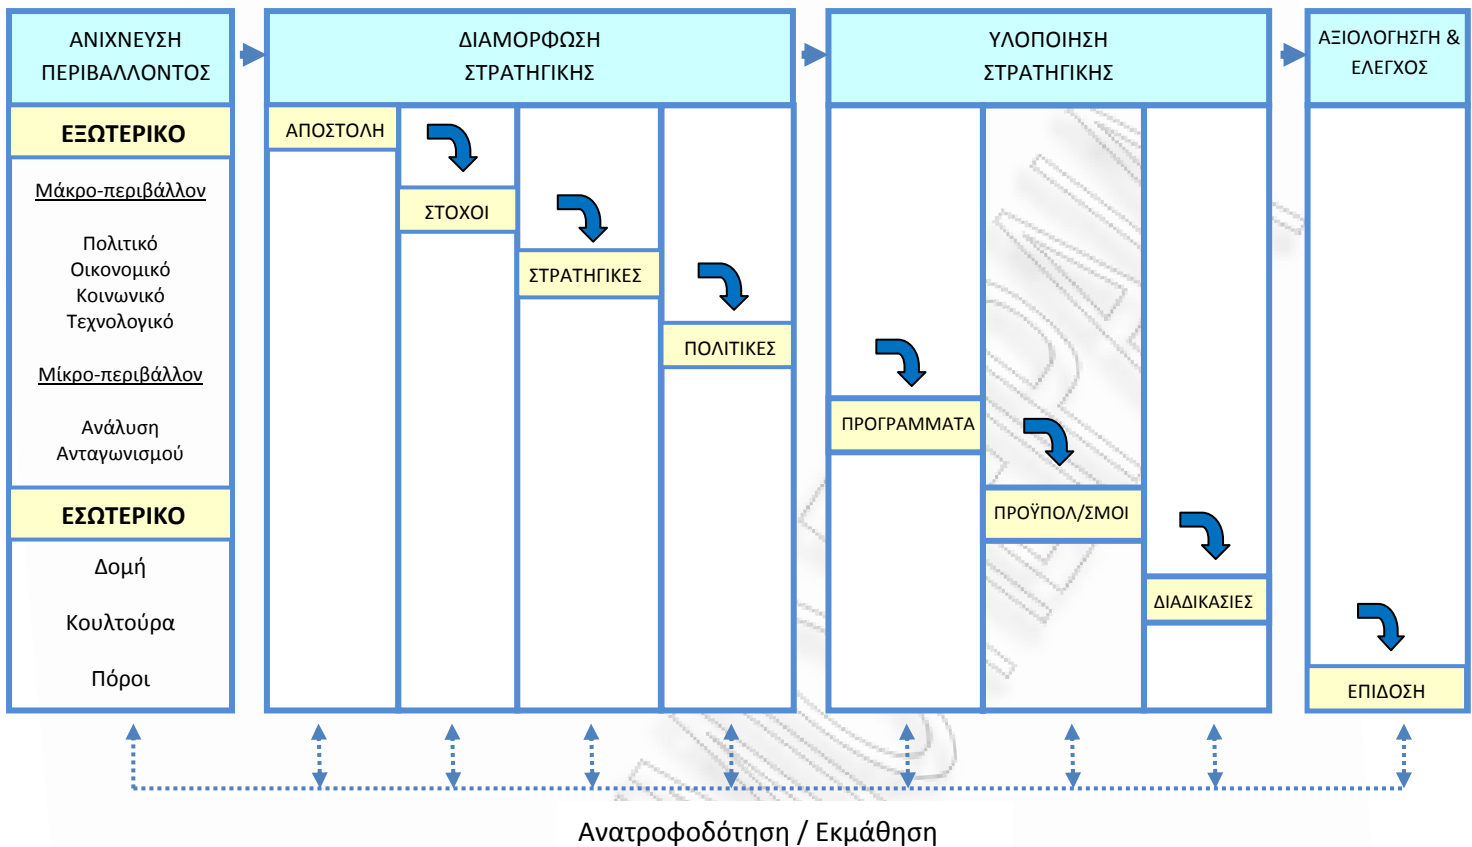 ΑΝΙΧΝΕΥΣΗ
ΠΕΡΙΒΑΛΛΟΝΤΟΣ
ΕΞΩΤΕΡΙΚΟ
Μάκρο-περιβάλλον
Πολιτικό
Οικονομικό
Κοινωνικό
Τεχνολογικό
Μίκρο-περιβάλλον
Ανάλυση
Ανταγωνισμού
ΕΣΩΤΕΡΙΚΟ
Δομή
Κουλτούρα
Πόροι
ΔΙΑΜΟΡΦΩΣΗ
ΣΤΡΑΤΗΓΙΚΗΣ
ΑΠΟΣΤΟΛΗ
ΣΤΟΧΟΙ
ΣΤΡΑΤΗΓΙΚΕΣ
ΠΟΛΙΤΙΚΕΣ
ΥΛΟΠΟΙΗΣΗ
ΣΤΡΑΤΗΓΙΚΗΣ
ΠΡΟΓΡΑΜΜΑΤΑ
ΠΡΟΫΠΟΛ/ΣΜΟΙ
ΔΙΑΔΙΚΑΣΙΕΣ
ΑΞΙΟΛΟΓΗΣΓΗ &
ΕΛΕΓΧΟΣ
ΕΠΙΔΟΣΗ
Ανατροφοδότηση / Εκμάθηση